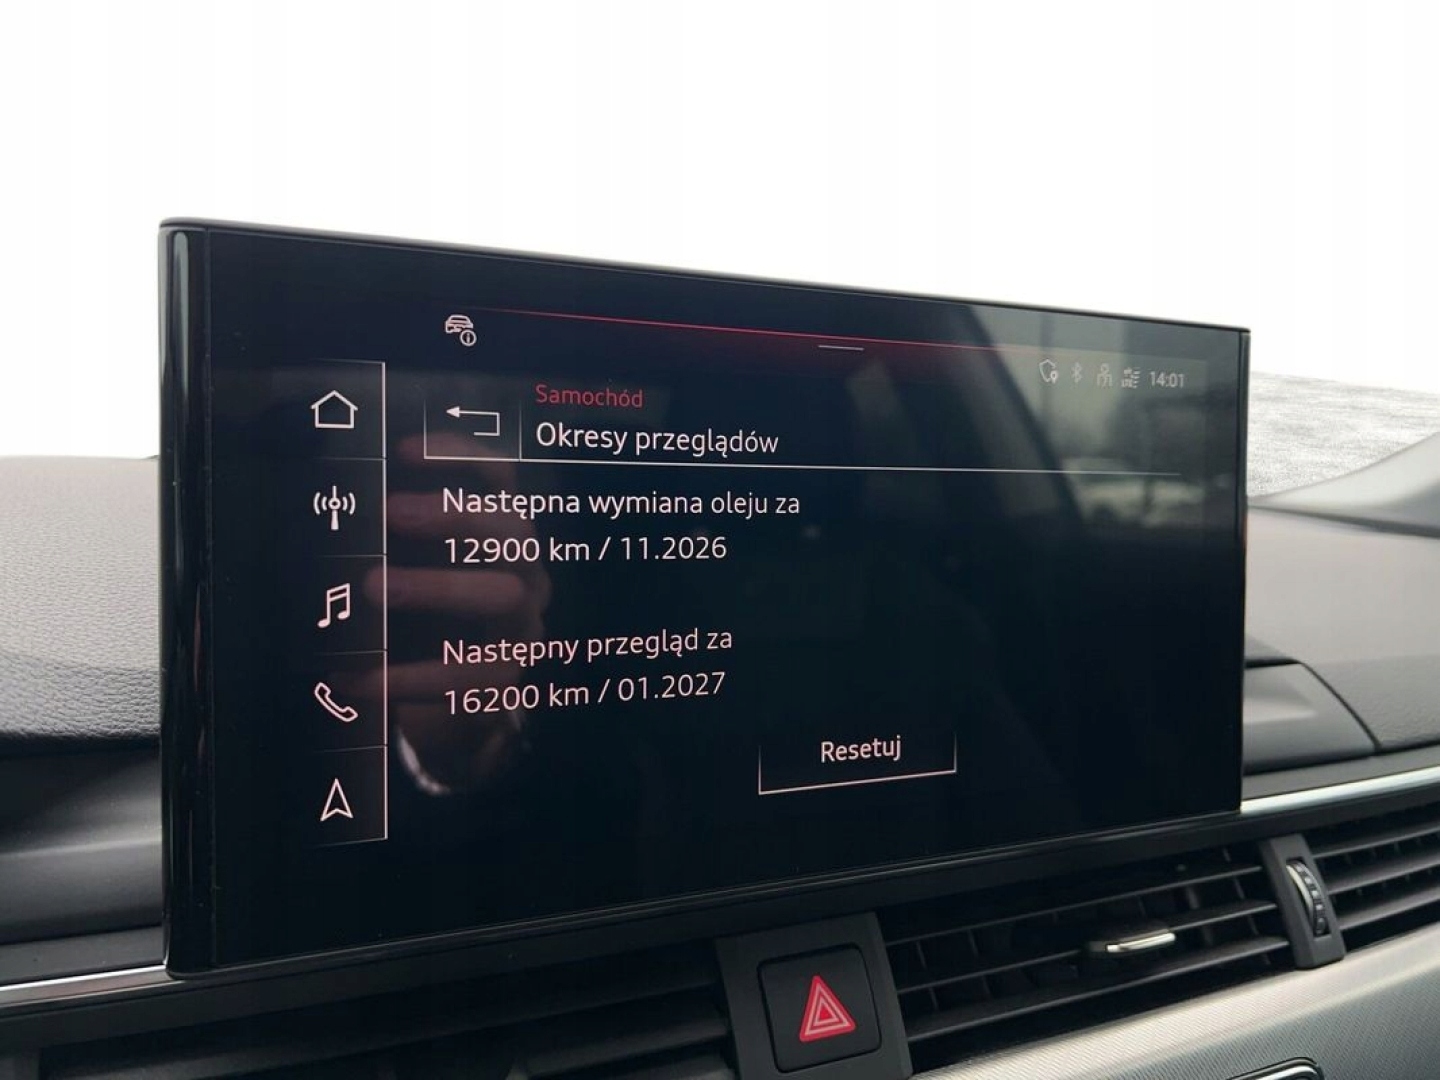 14:01
Samochód
Okresy przeglądów
Następna wymiana oleju za
12900 km / 11.2026
Następny przegląd za
16200 km / 01.2027
Resetuj